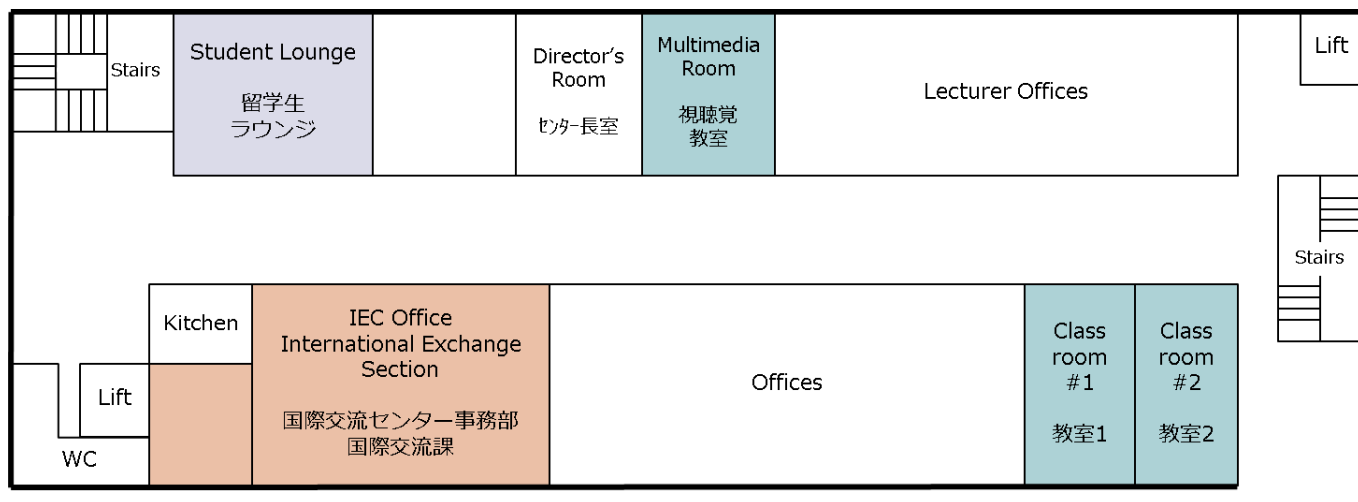 Stairs
Student Lounge
留学生
ラウンジ
Director's
Room
センター長室
Multimedia
Room
視聴覚
教室
Lecturer Offices
Lift
Stairs
Kitchen
Lift
WC
IEC Office
International Exchange
Section
国際交流センター事務部
国際交流課
Offices
Class
room
#1
教室1
Class
room
#2
教室2